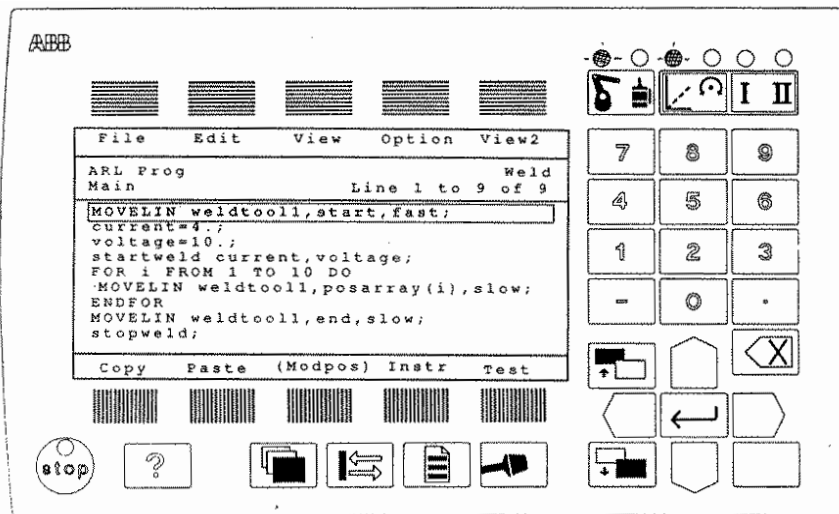 ABB
File Edit View Option View2
ARL Prog Weld
Main Line 1 to 9 of 9
MOVELIN weldtool1,start,fast;
current=4.;
voltage=10.;
startweld current,voltage;
FOR i FROM 1 TO 10 DO
MOVELIN weldtool1,posarray(i),slow;
ENDFOR
MOVELIN weldtool1,end,slow;
stopweld;
Copy Paste (Modpos) Instr Test
I II
7 8 9
4 5 6
1 2 3
- 0 .
X
stop ?